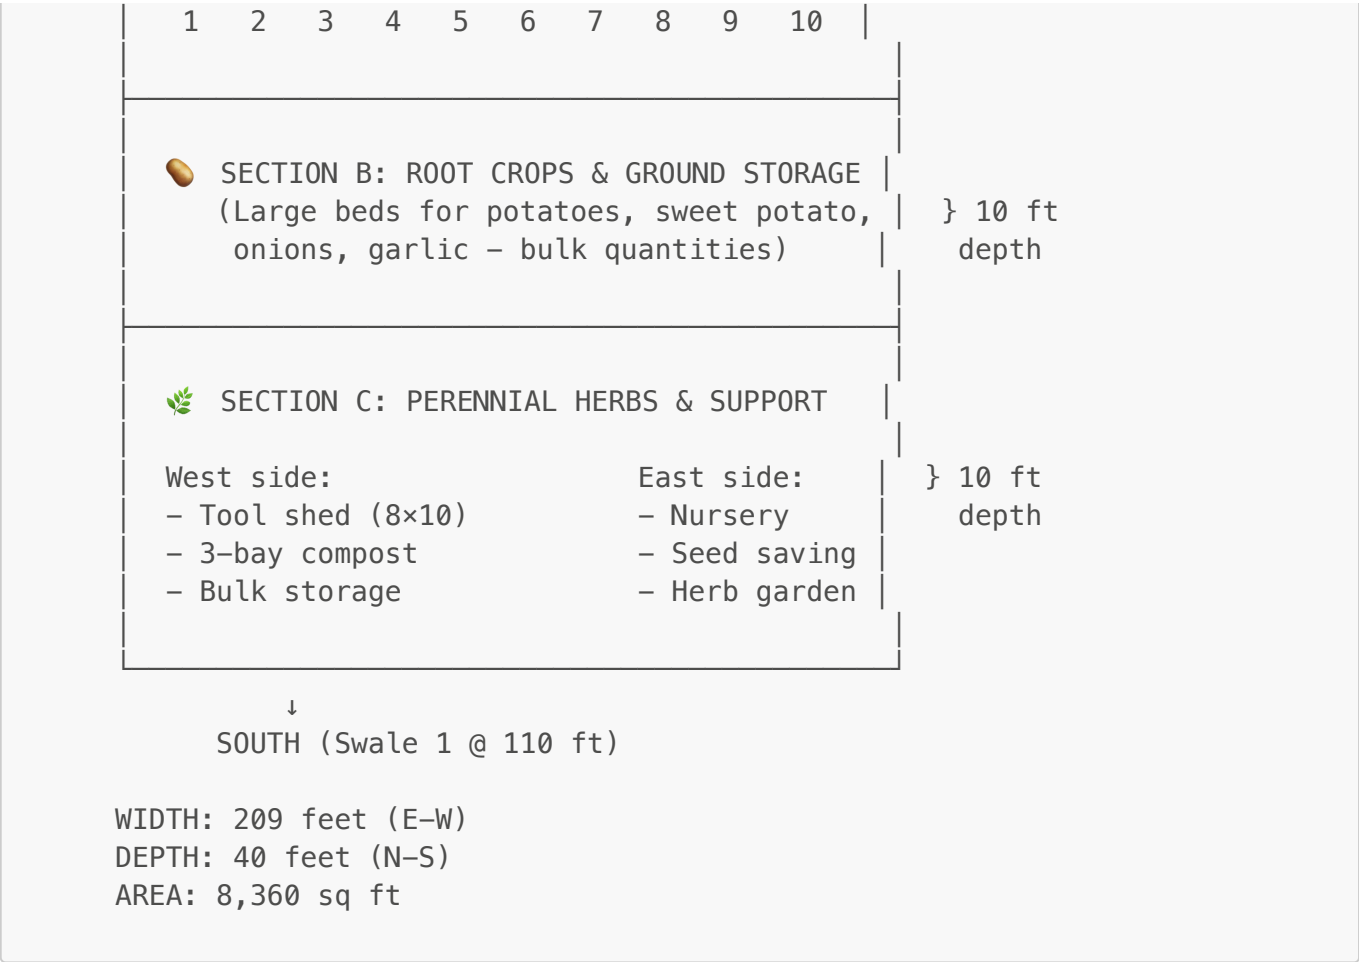 1 2 3 4 5 6 7 8 9 10
🥔 SECTION B: ROOT CROPS & GROUND STORAGE
(Large beds for potatoes, sweet potato, } 10 ft
onions, garlic – bulk quantities) depth
🌿 SECTION C: PERENNIAL HERBS & SUPPORT
West side: East side: } 10 ft
– Tool shed (8×10) – Nursery depth
– 3–bay compost – Seed saving
– Bulk storage – Herb garden
↓
SOUTH (Swale 1 @ 110 ft)
WIDTH: 209 feet (E–W)
DEPTH: 40 feet (N–S)
AREA: 8,360 sq ft